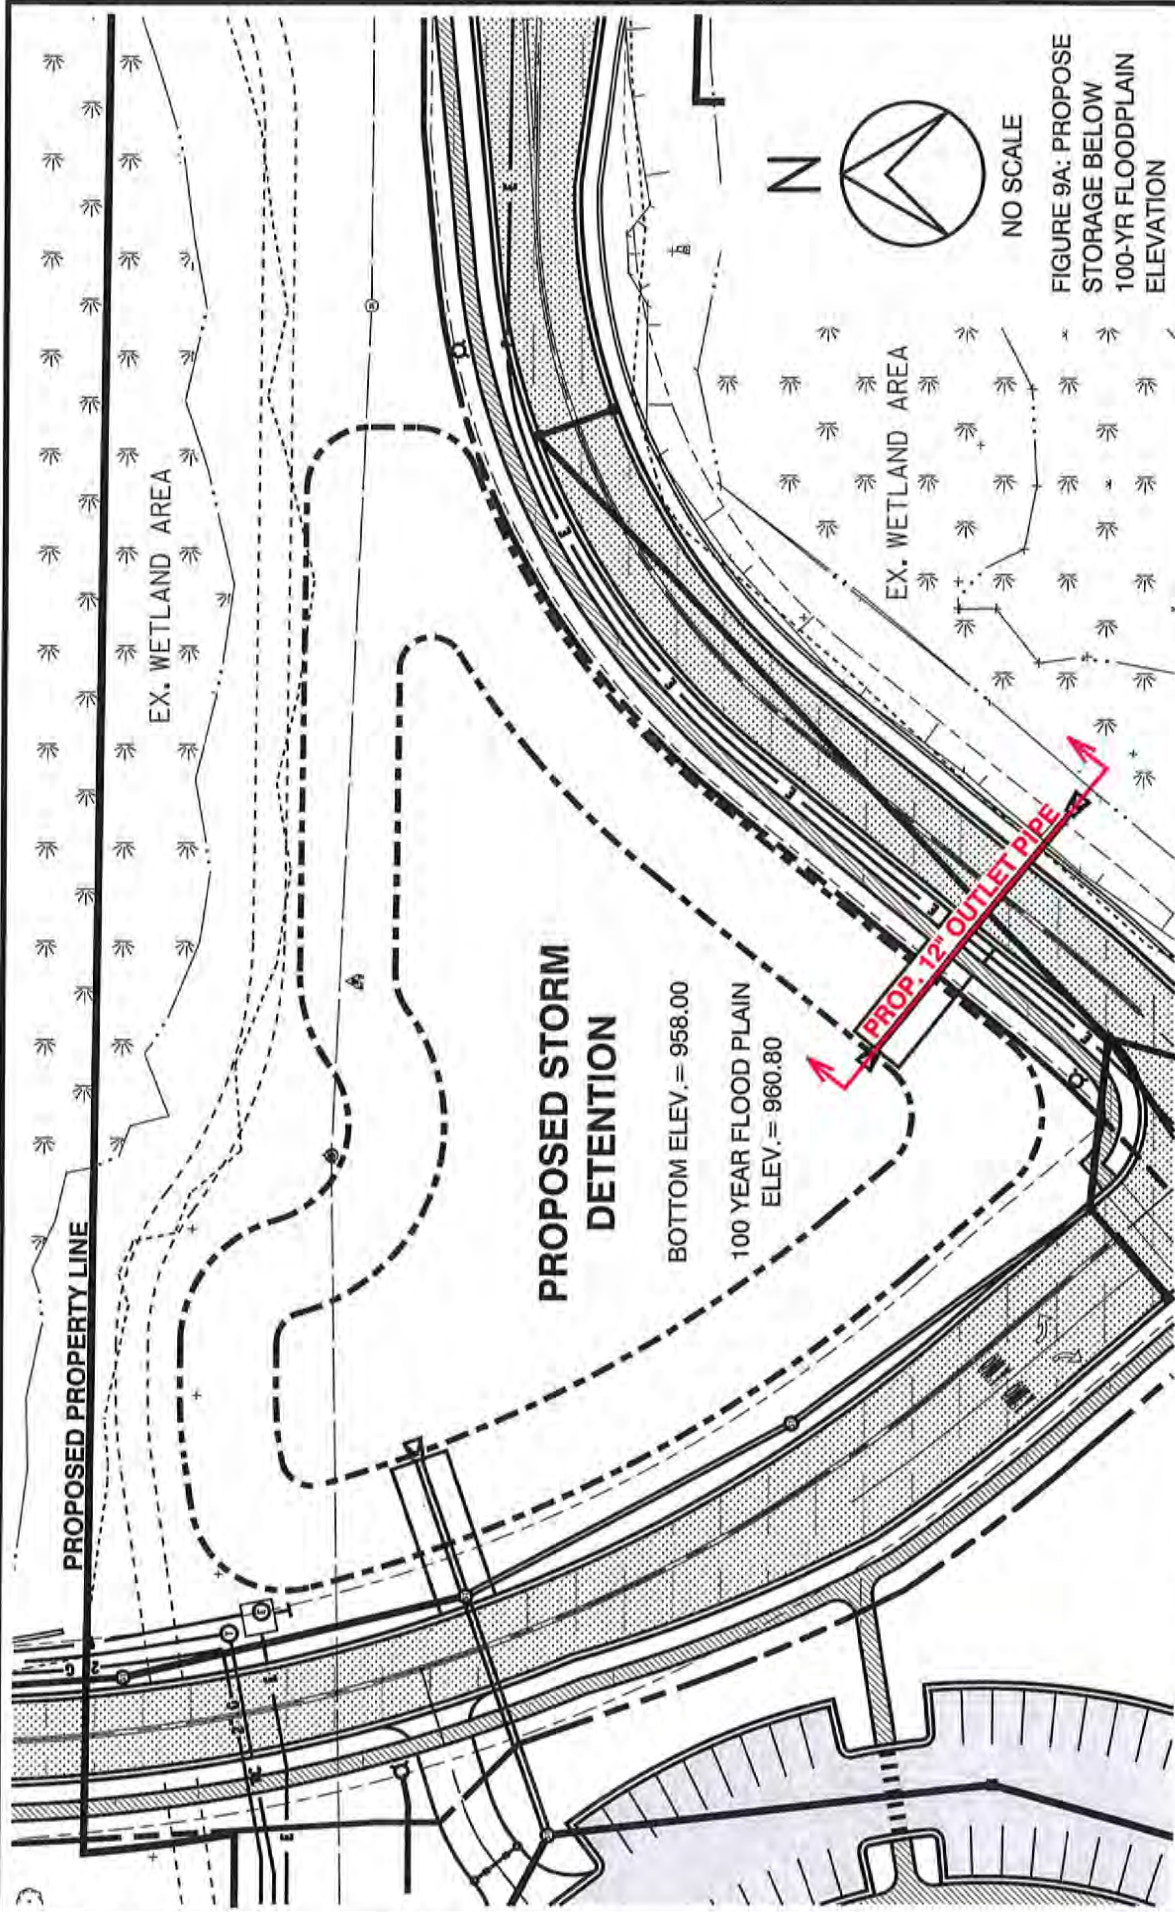 PROPOSED PROPERTY LINE
EX. WETLAND AREA
PROPOSED STORM
DETENTION
BOTTOM ELEV. = 958.00
100 YEAR FLOOD PLAIN
ELEV. = 960.80
PROP. 12" OUTLET PIPE
EX. WETLAND AREA
N
NO SCALE
FIGURE 9A: PROPOSE
STORAGE BELOW
100-YR FLOODPLAIN
ELEVATION
E
E
E
E
E
E
E
E